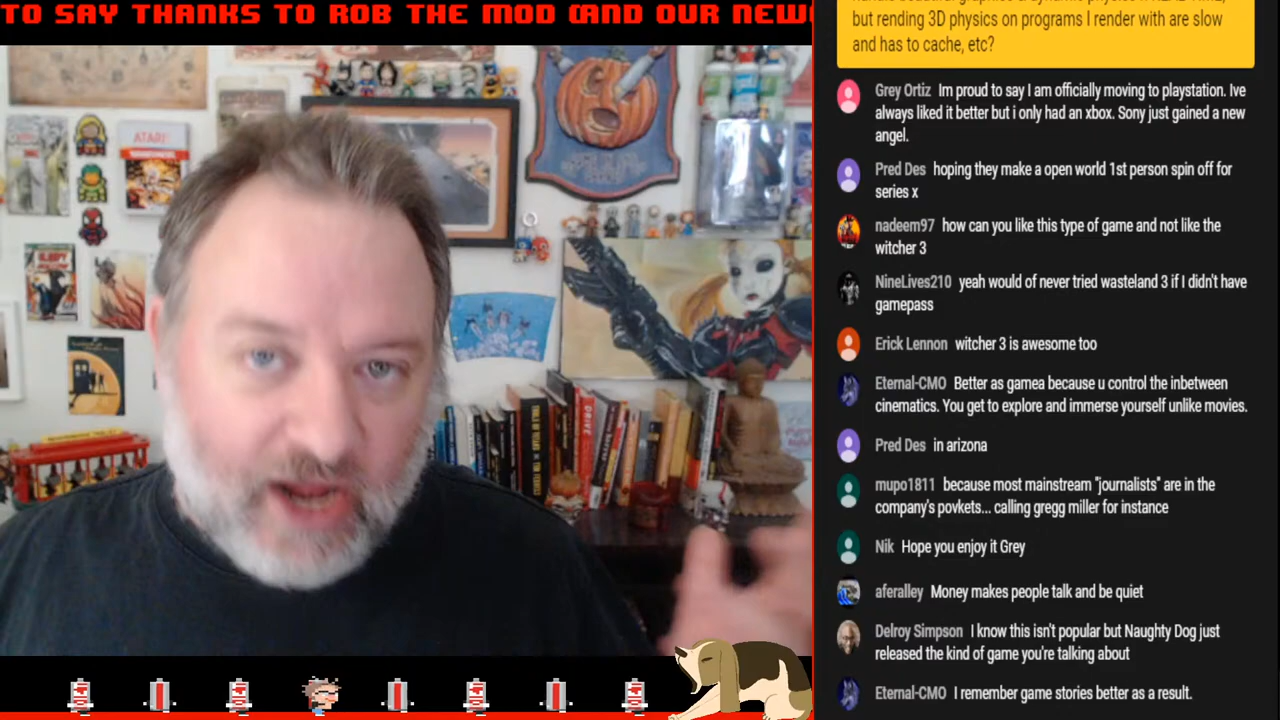 TO SAY THANKS TO ROB THE MOD (AND OUR NEW
but rending 3D physics on programs I render with are slow
and has to cache, etc?
Grey Ortiz Im proud to say I am officially moving to playstation. Ive
always liked it better but i only had an xbox. Sony just gained a new
angel.
Pred Des hoping they make a open world 1st person spin off for
series x
nadeem97 how can you like this type of game and not like the
witcher 3
NineLives210 yeah would of never tried wasteland 3 if I didn't have
gamepass
Erick Lennon witcher 3 is awesome too
Eternal-CMO Better as gamea because u control the inbetween
cinematics. You get to explore and immerse yourself unlike movies.
Pred Des in arizona
mupo1811 because most mainstream "journalists" are in the
company's povkets... calling gregg miller for instance
Nik Hope you enjoy it Grey
aferalley Money makes people talk and be quiet
Delroy Simpson I know this isn't popular but Naughty Dog just
released the kind of game you're talking about
Eternal-CMO I remember game stories better as a result.
ATARI
DRIVE